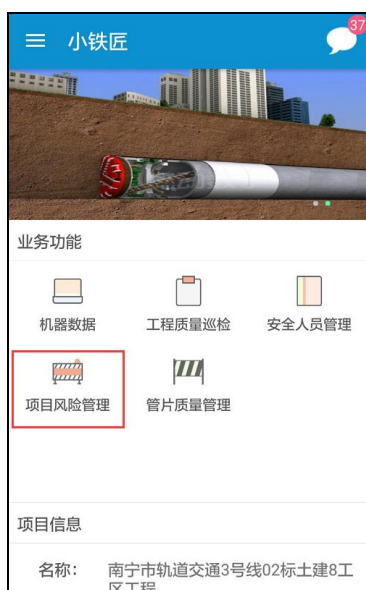 小铁匠
37
业务功能
机器数据
工程质量巡检
安全人员管理
项目风险管理
管片质量管理
项目信息
名称： 南宁市轨道交通3号线02标土建8工
区工程